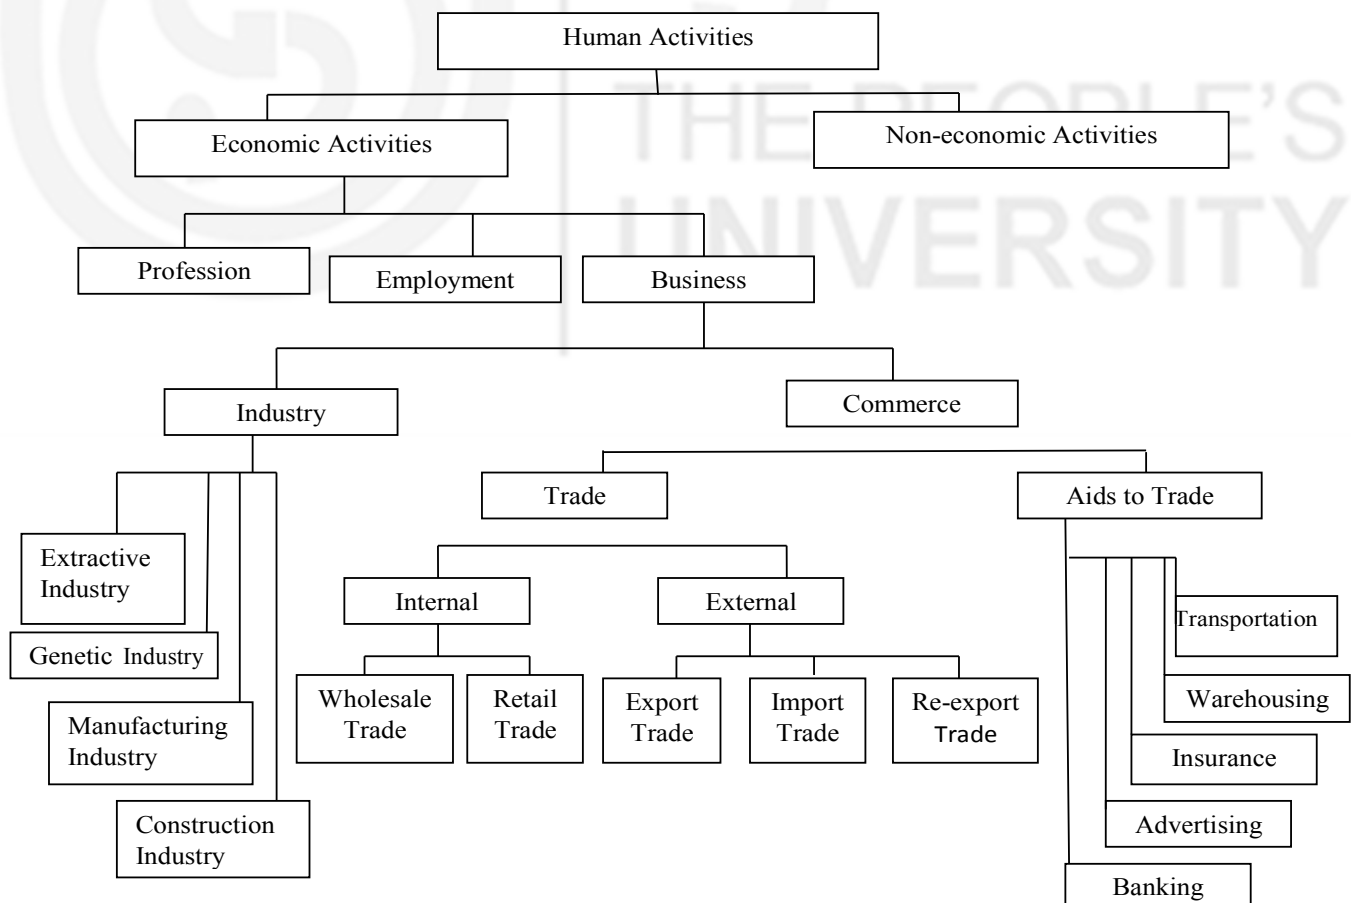 Human Activities
THE PEOPLE'S
UNIVERSITY
Economic Activities
Non-economic Activities
Profession
Employment
Business
Industry
Commerce
Trade
Aids to Trade
Extractive
Industry
Genetic Industry
Manufacturing
Industry
Construction
Industry
Internal
External
Wholesale
Trade
Retail
Trade
Export
Trade
Import
Trade
Re-export
Trade
Transportation
Warehousing
Insurance
Advertising
Banking